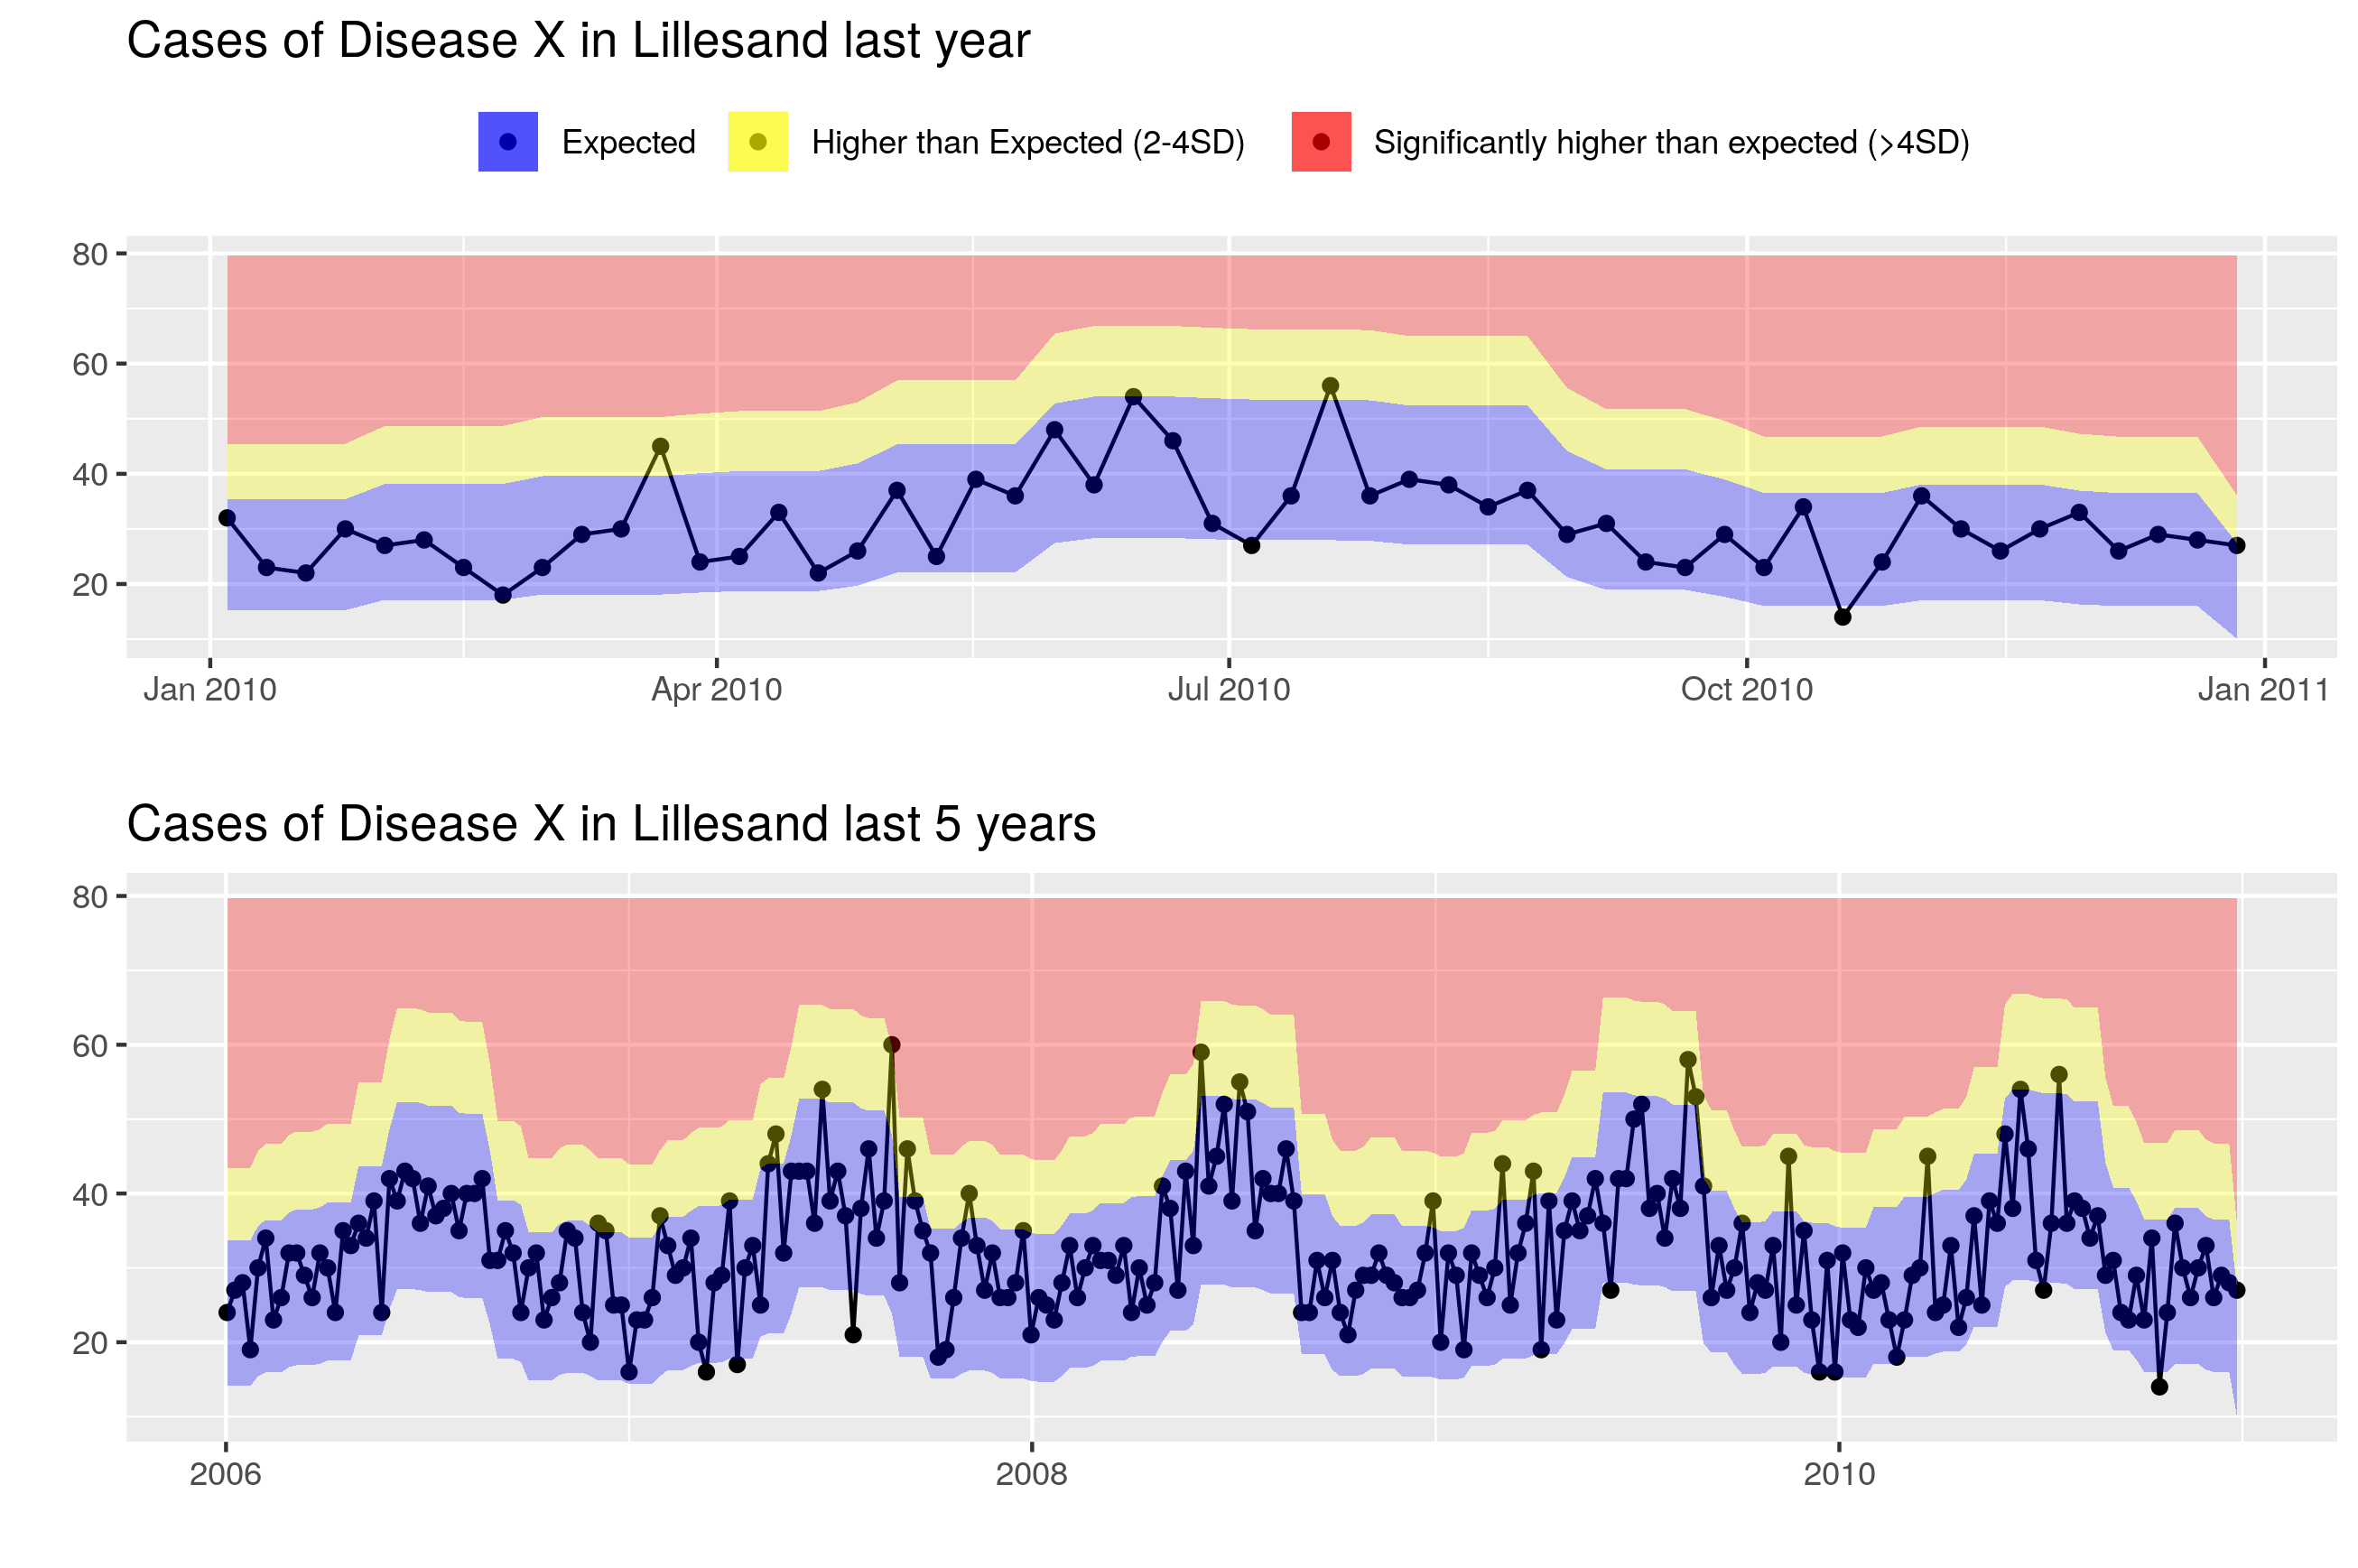 Cases of Disease X in Lillesand last year
Expected Higher than Expected (2-4SD) Significantly higher than expected (>4SD)
80
60
40
20
Jan 2010 Apr 2010 Jul 2010 Oct 2010 Jan 2011
Cases of Disease X in Lillesand last 5 years
80
60
40
20
2006 2008 2010